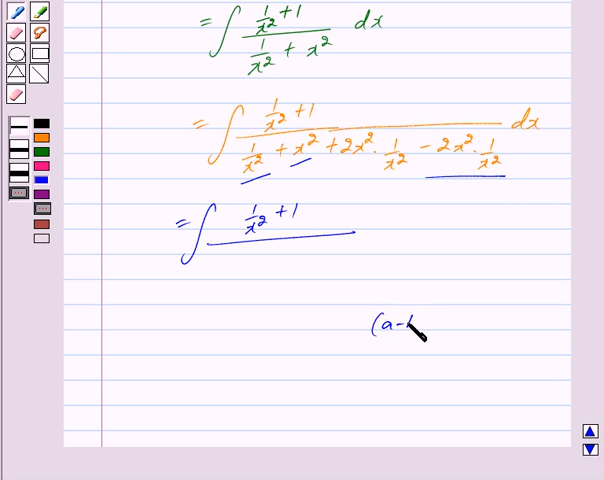 = ∫ (1/x² + 1)/(1/x² + x²) dx
= ∫ (1/x² + 1)/(1/x² + x² + 2x² · 1/x² - 2x² · 1/x²) dx
= ∫ (1/x² + 1)/
(a-